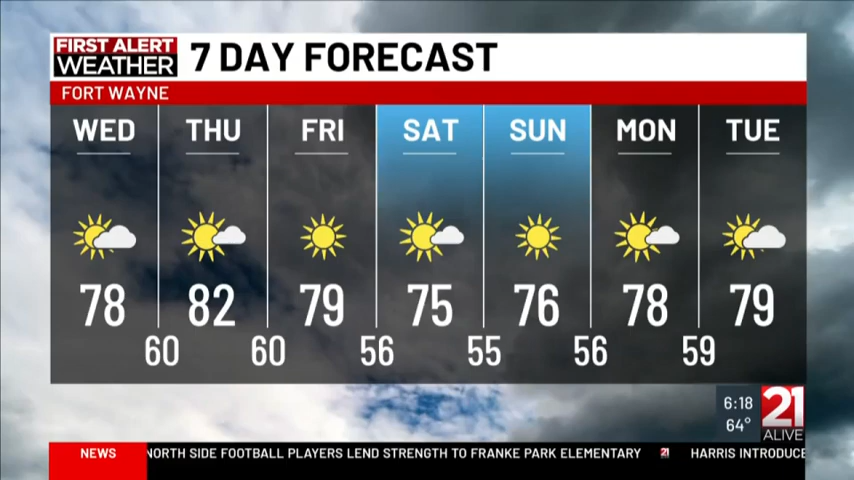 FIRST ALERT
WEATHER
7 DAY FORECAST
FORT WAYNE
WED THU FRI SAT SUN MON TUE
78 82 79 75 76 78 79
60 60 56 55 56 59
6:18
64°
21
ALIVE
NEWS
NORTH SIDE FOOTBALL PLAYERS LEND STRENGTH TO FRANKE PARK ELEMENTARY 21 HARRIS INTRODUCE